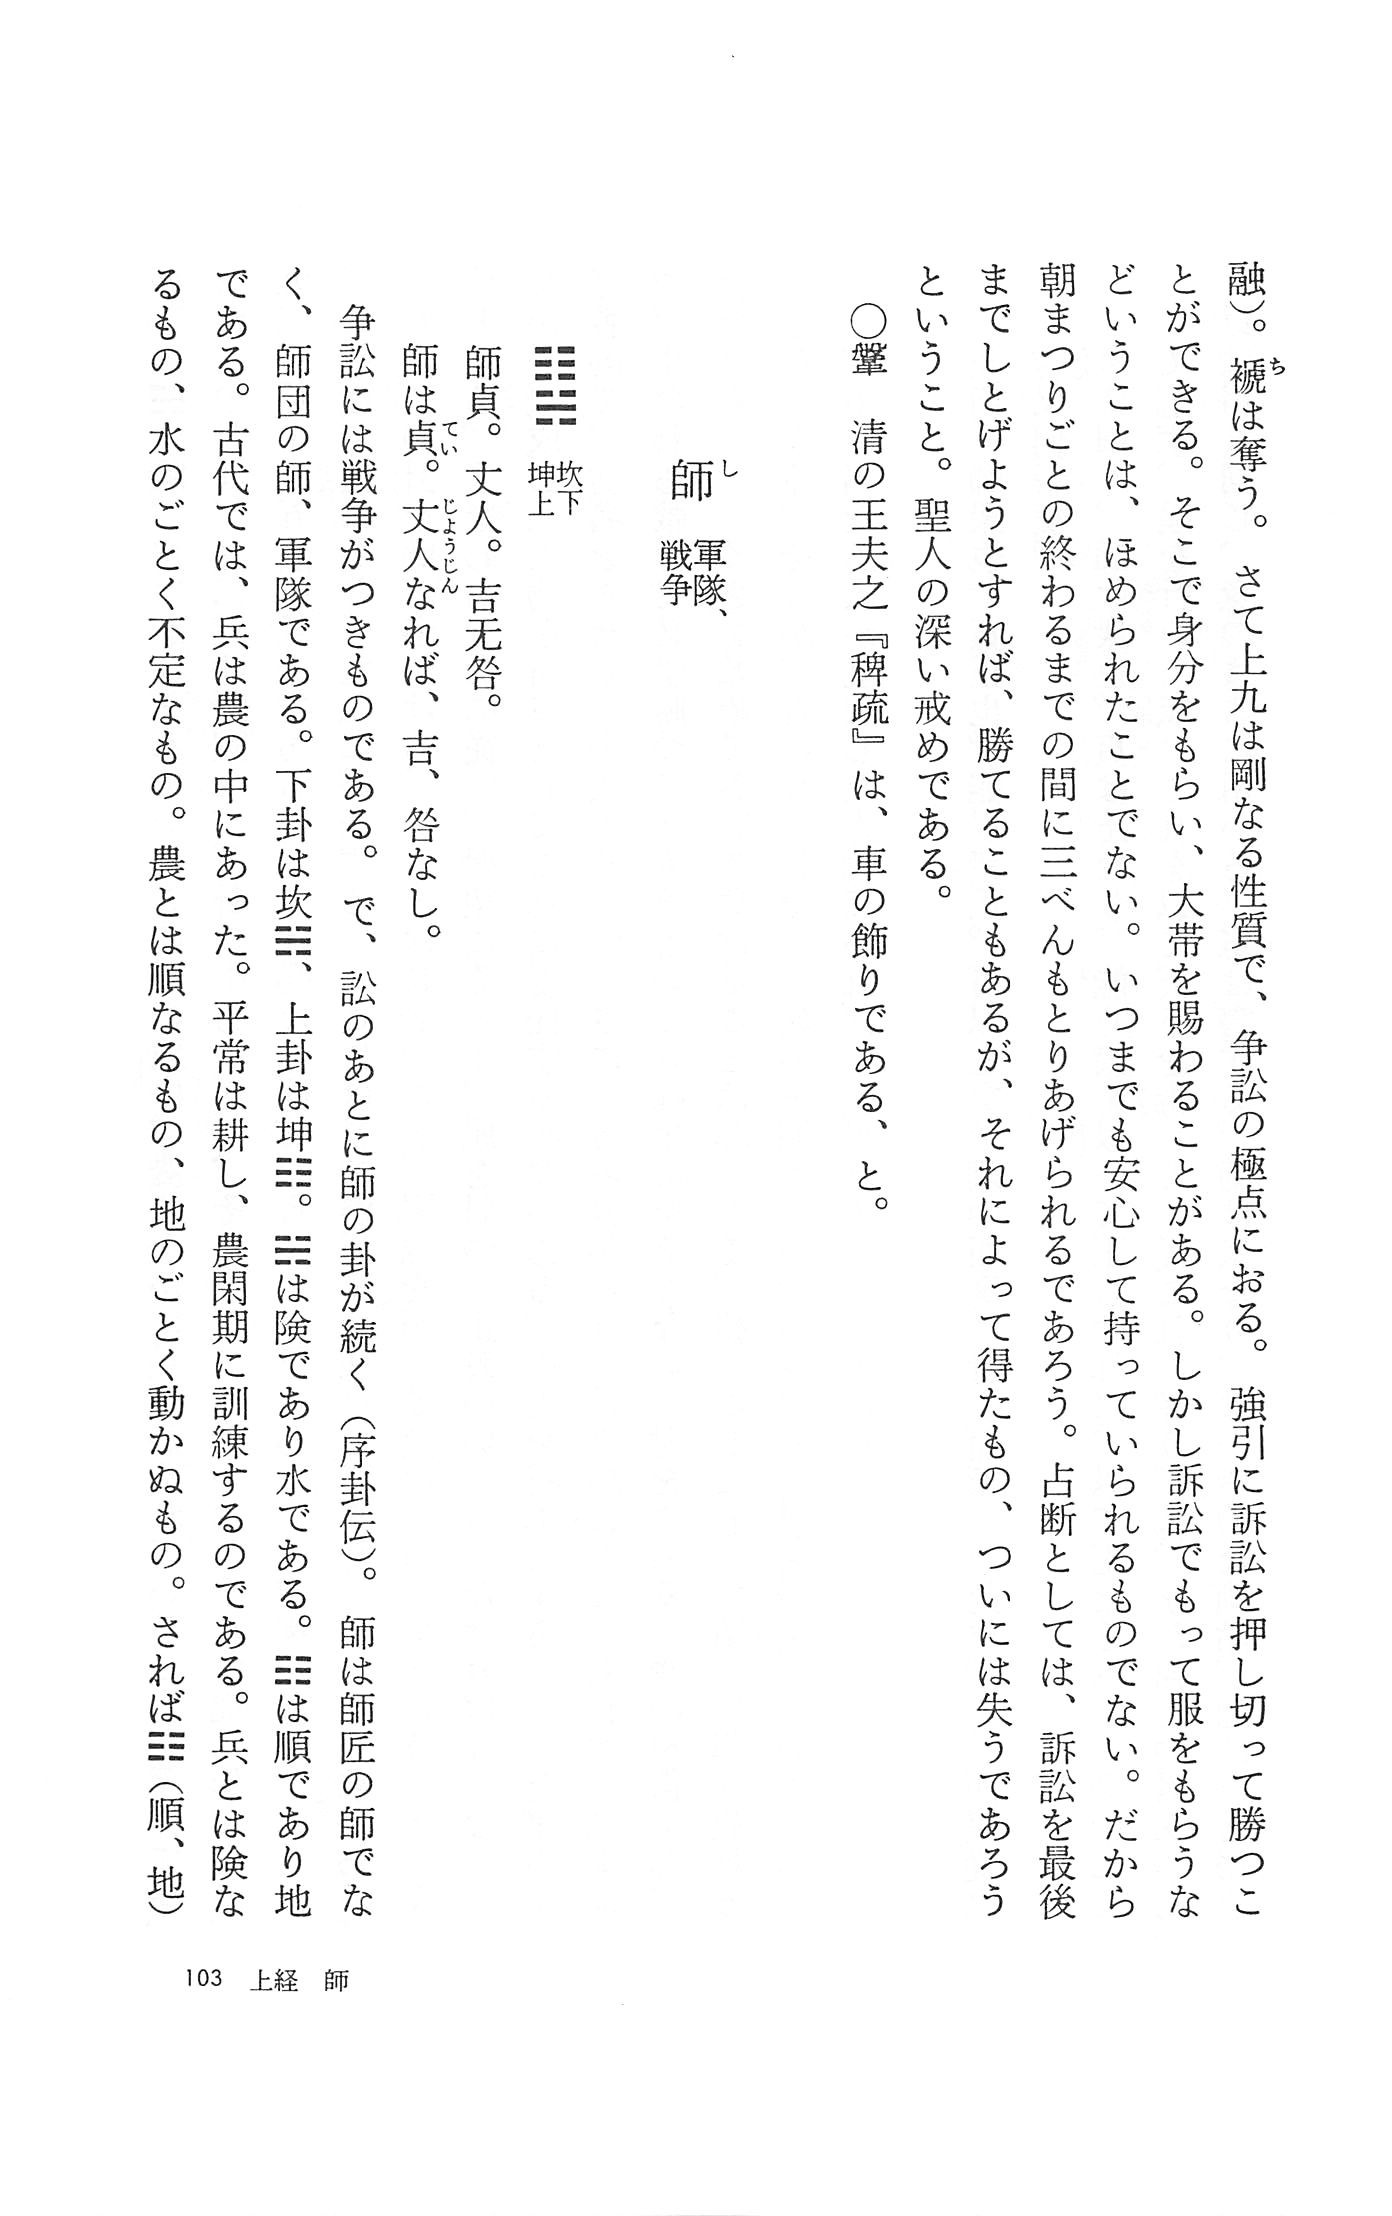 融）。褫は奪う。さて上九は剛なる性質で、争訟の極点におる。強引に訴訟を押し切って勝つこ
とができる。そこで身分をもらい、大帯を賜わることがある。しかし訴訟でもって服をもらうな
どいうことは、ほめられたことでない。いつまでも安心して持っていられるものでない。だから
朝まつりごとの終わるまでの間に三べんもとりあげられるであろう。占断としては、訴訟を最後
までしとげようとすれば、勝てることもあるが、それによって得たもの、ついには失うであろう
ということ。聖人の深い戒めである。
〇鞶　清の王夫之『稗疏』は、車の飾りである、と。
師 軍隊、
戦争
䷆ 坎下
坤上
師貞。丈人。吉无咎。
師は貞。丈人なれば、吉、咎なし。
争訟には戦争がつきものである。で、訟のあとに師の卦が続く（序卦伝）。師は師匠の師でな
く、師団の師、軍隊である。下卦は坎☵、上卦は坤☷。☵は険であり水である。☷は順であり地
である。古代では、兵は農の中にあった。平常は耕し、農閑期に訓練するのである。兵とは険な
るもの、水のごとく不定なもの。農とは順なるもの、地のごとく動かぬもの。されば☷（順、地）
103 上経 師